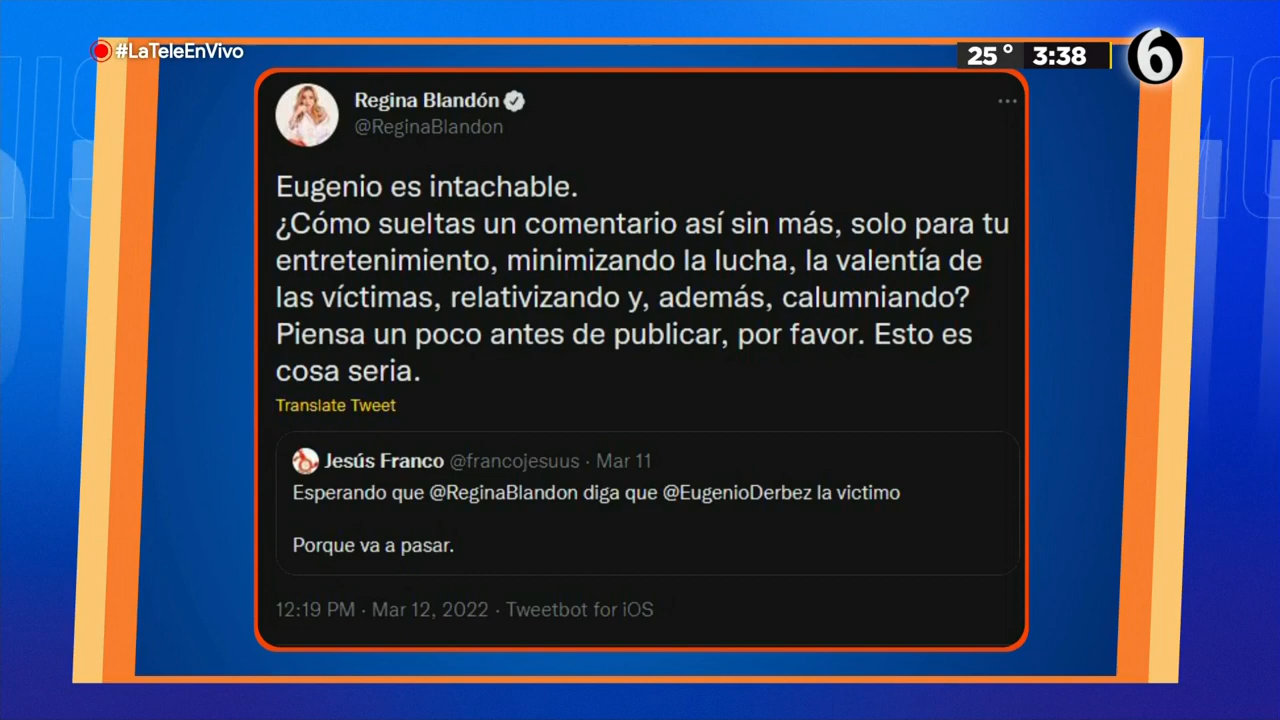 #LaTeleEnVivo
25° 3:38
6
Regina Blandón
@ReginaBlandon
Eugenio es intachable.
¿Cómo sueltas un comentario así sin más, solo para tu
entretenimiento, minimizando la lucha, la valentía de
las víctimas, relativizando y, además, calumniando?
Piensa un poco antes de publicar, por favor. Esto es
cosa seria.
Translate Tweet
Jesús Franco @francojesuus · Mar 11
Esperando que @ReginaBlandon diga que @EugenioDerbez la victimo
Porque va a pasar.
12:19 PM · Mar 12, 2022 · Tweetbot for iOS